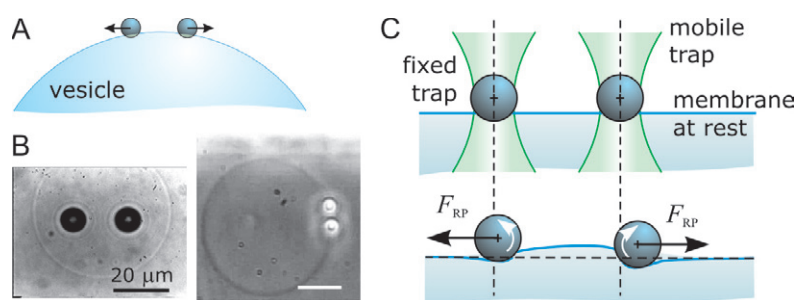 A
vesicle
B
20 μm
C
fixed
trap
mobile
trap
membrane
at rest
F_RP
F_RP